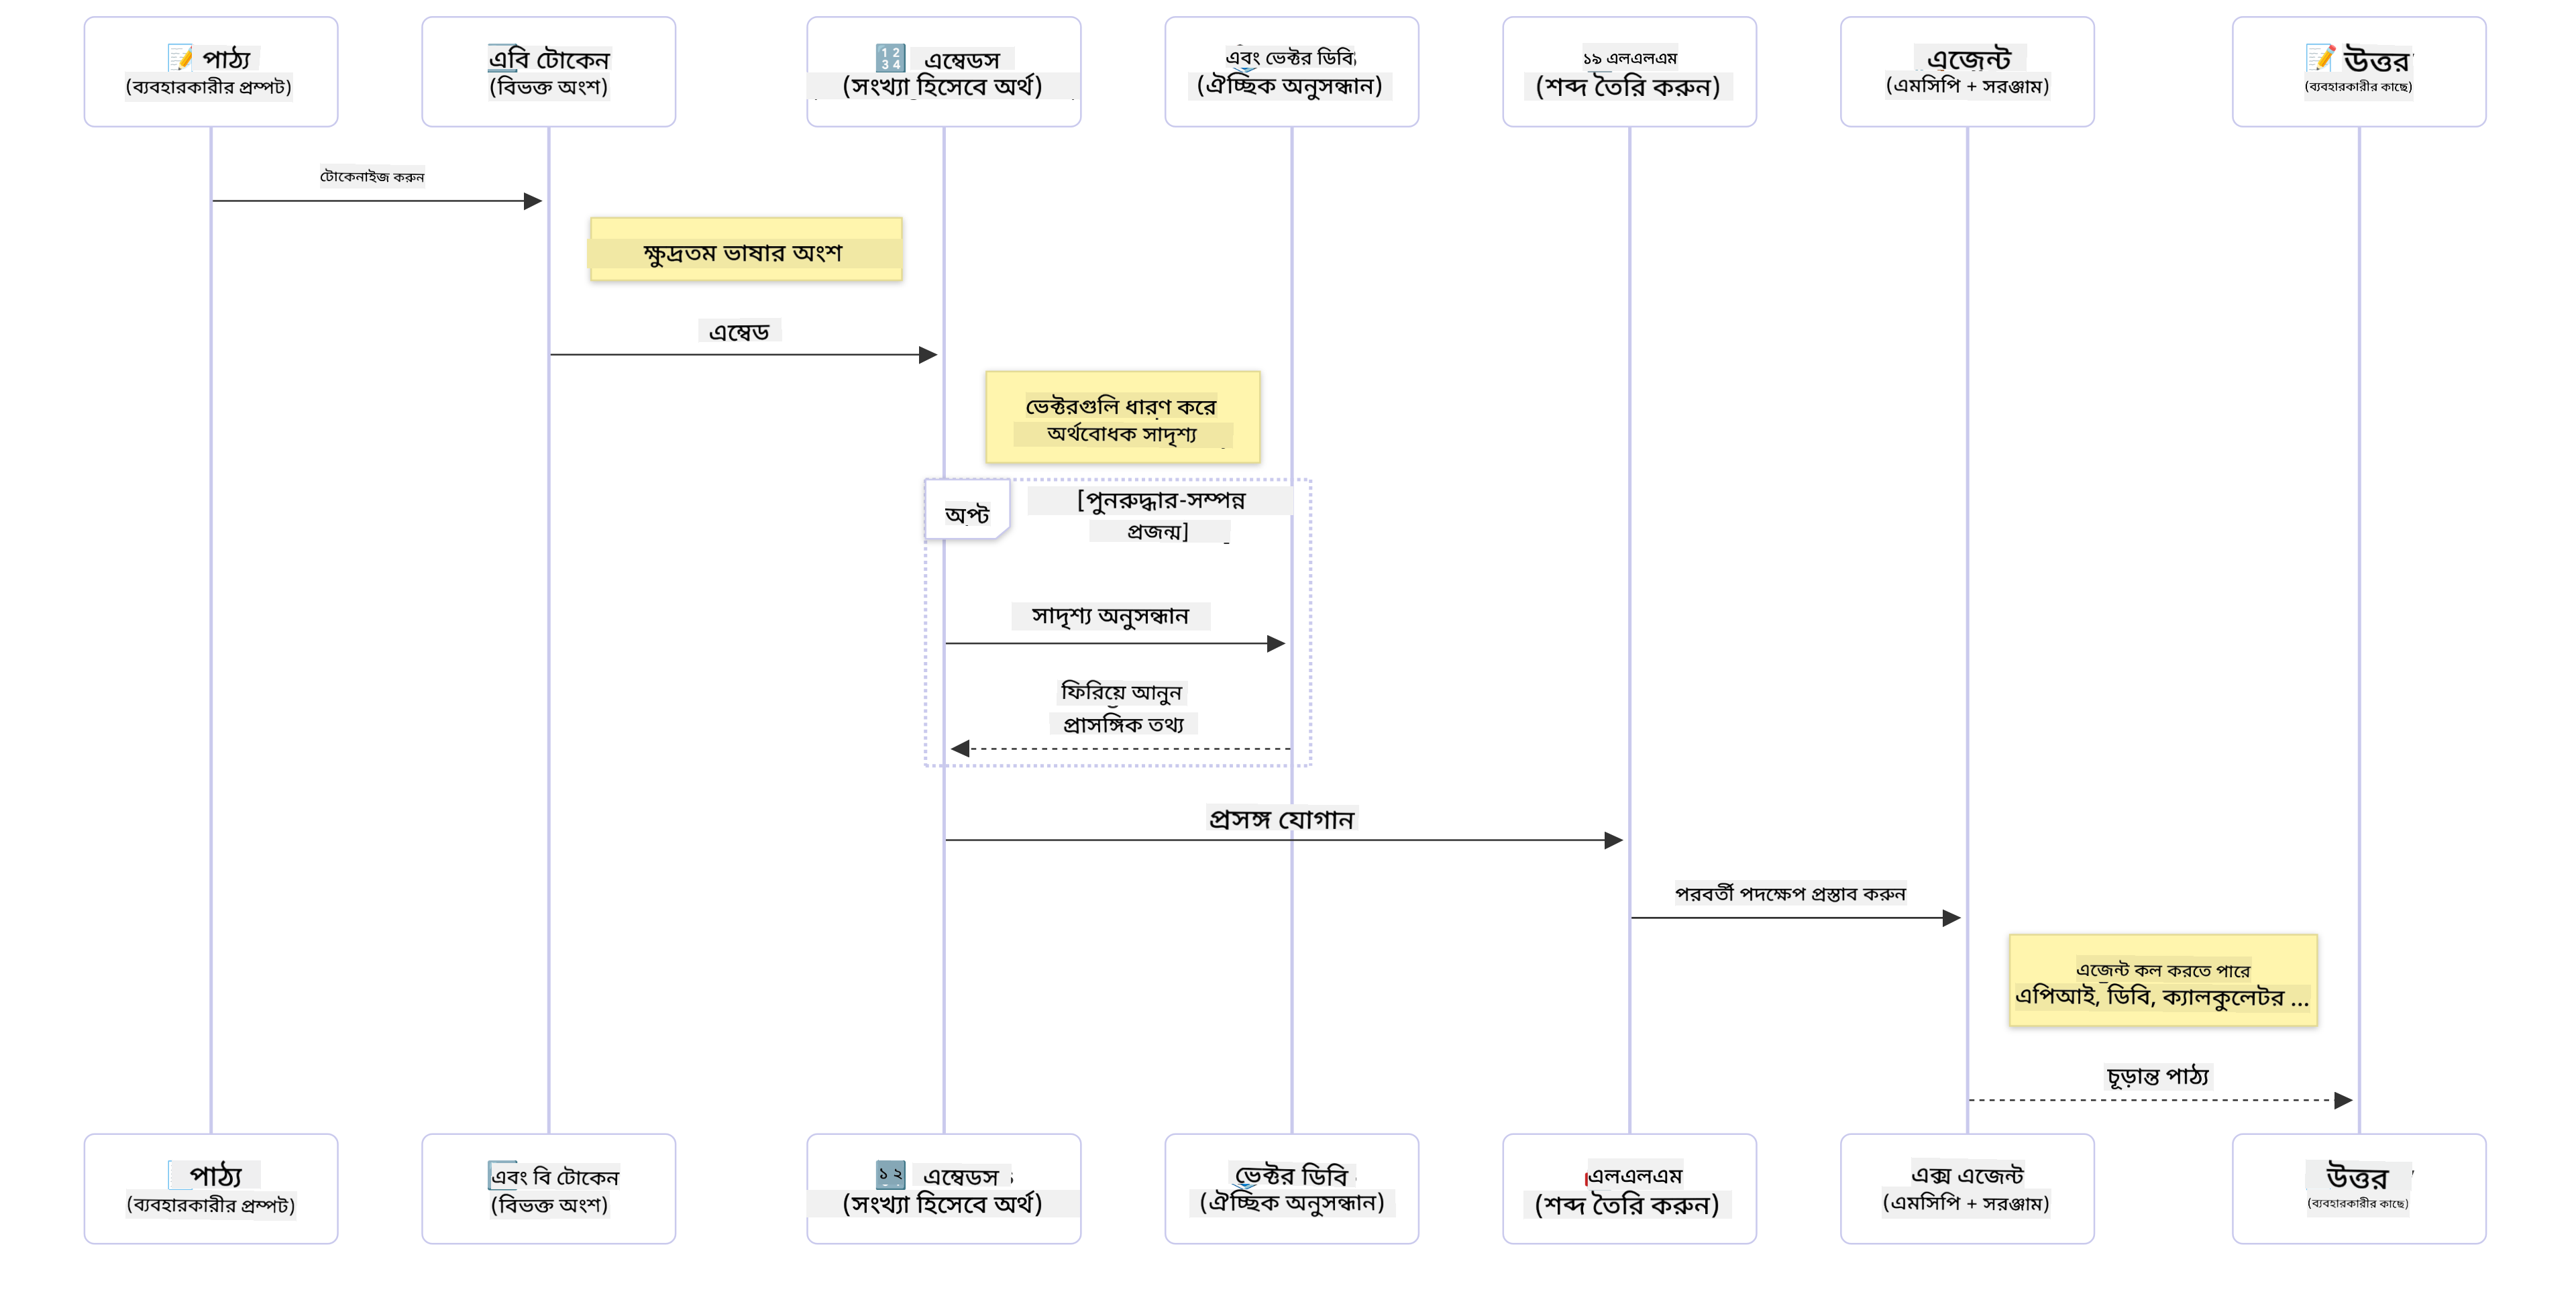 পাঠ্য
(ব্যবহারকারীর প্রম্পট)
এবি টোকেন
(বিভক্ত অংশ)
এম্বেডস
(সংখ্যা হিসেবে অর্থ)
এবং ভেক্টর ডিবি
(ঐচ্ছিক অনুসন্ধান)
১৯ এলএলএম
(শব্দ তৈরি করুন)
এজেন্ট
(এমসিপি + সরঞ্জাম)
উত্তর
(ব্যবহারকারীর কাছে)
টোকেনাইজ করুন
ক্ষুদ্রতম ভাষার অংশ
এম্বেড
ভেক্টরগুলি ধারণ করে
অর্থবোধক সাদৃশ্য
অপ্ট
[পুনরুদ্ধার-সম্পন্ন
প্রজন্ম]
সাদৃশ্য অনুসন্ধান
ফিরিয়ে আনুন
প্রাসঙ্গিক তথ্য
প্রসঙ্গ যোগান
পরবর্তী পদক্ষেপ প্রস্তাব করুন
এজেন্ট কল করতে পারে
এপিআই, ডিবি, ক্যালকুলেটর ...
চূড়ান্ত পাঠ্য
পাঠ্য
(ব্যবহারকারীর প্রম্পট)
এবং বি টোকেন
(বিভক্ত অংশ)
এম্বেডস
(সংখ্যা হিসেবে অর্থ)
ভেক্টর ডিবি
(ঐচ্ছিক অনুসন্ধান)
এলএলএম
(শব্দ তৈরি করুন)
এক্স এজেন্ট
(এমসিপি + সরঞ্জাম)
উত্তর
(ব্যবহারকারীর কাছে)